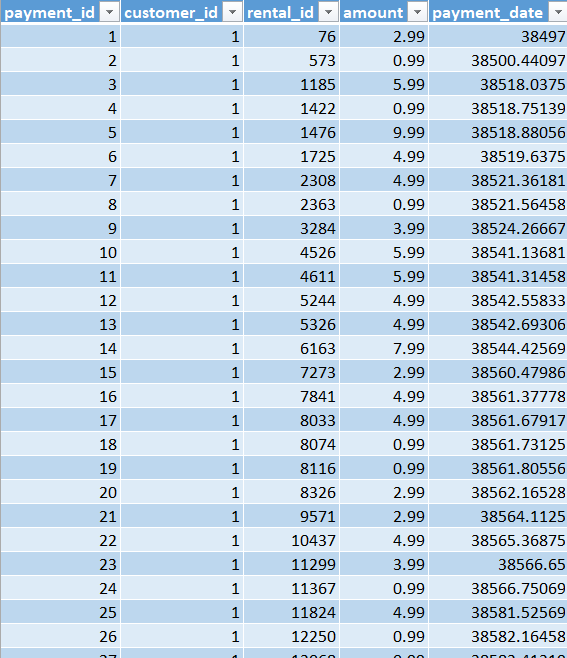 payment_id customer_id rental_id amount payment_date
1 1 76 2.99 38497
2 1 573 0.99 38500.44097
3 1 1185 5.99 38518.0375
4 1 1422 0.99 38518.75139
5 1 1476 9.99 38518.88056
6 1 1725 4.99 38519.6375
7 1 2308 4.99 38521.36181
8 1 2363 0.99 38521.56458
9 1 3284 3.99 38524.26667
10 1 4526 5.99 38541.13681
11 1 4611 5.99 38541.31458
12 1 5244 4.99 38542.55833
13 1 5326 4.99 38542.69306
14 1 6163 7.99 38544.42569
15 1 7273 2.99 38560.47986
16 1 7841 4.99 38561.37778
17 1 8033 4.99 38561.67917
18 1 8074 0.99 38561.73125
19 1 8116 0.99 38561.80556
20 1 8326 2.99 38562.16528
21 1 9571 2.99 38564.1125
22 1 10437 4.99 38565.36875
23 1 11299 3.99 38566.65
24 1 11367 0.99 38566.75069
25 1 11824 4.99 38581.52569
26 1 12250 0.99 38582.16458